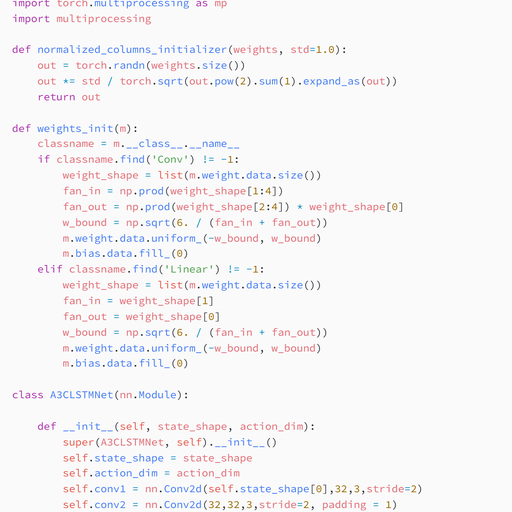 import torch.multiprocessing as mp
import multiprocessing

def normalized_columns_initializer(weights, std=1.0):
    out = torch.randn(weights.size())
    out *= std / torch.sqrt(out.pow(2).sum(1).expand_as(out))
    return out

def weights_init(m):
    classname = m.__class__.__name__
    if classname.find('Conv') != -1:
        weight_shape = list(m.weight.data.size())
        fan_in = np.prod(weight_shape[1:4])
        fan_out = np.prod(weight_shape[2:4]) * weight_shape[0]
        w_bound = np.sqrt(6. / (fan_in + fan_out))
        m.weight.data.uniform_(-w_bound, w_bound)
        m.bias.data.fill_(0)
    elif classname.find('Linear') != -1:
        weight_shape = list(m.weight.data.size())
        fan_in = weight_shape[1]
        fan_out = weight_shape[0]
        w_bound = np.sqrt(6. / (fan_in + fan_out))
        m.weight.data.uniform_(-w_bound, w_bound)
        m.bias.data.fill_(0)

class A3CLSTMNet(nn.Module):

    def __init__(self, state_shape, action_dim):
        super(A3CLSTMNet, self).__init__()
        self.state_shape = state_shape
        self.action_dim = action_dim
        self.conv1 = nn.Conv2d(self.state_shape[0],32,3,stride=2)
        self.conv2 = nn.Conv2d(32,32,3,stride=2, padding = 1)